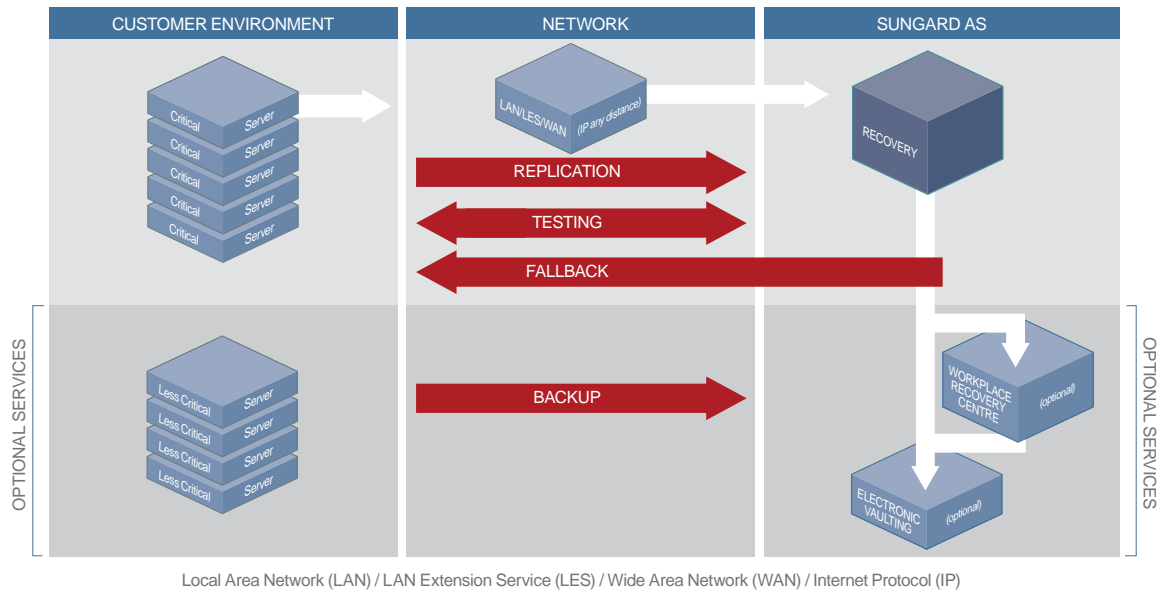 CUSTOMER ENVIRONMENT
NETWORK
SUNGARD AS
Critical Server
Critical Server
Critical Server
Critical Server
Critical Server
LAN/LES/WAN (IP any distance)
RECOVERY
REPLICATION
TESTING
FALLBACK
OPTIONAL SERVICES
Less Critical Server
Less Critical Server
Less Critical Server
Less Critical Server
BACKUP
WORKPLACE
RECOVERY
CENTRE
(optional)
ELECTRONIC
VAULTING
(optional)
OPTIONAL SERVICES
Local Area Network (LAN) / LAN Extension Service (LES) / Wide Area Network (WAN) / Internet Protocol (IP)